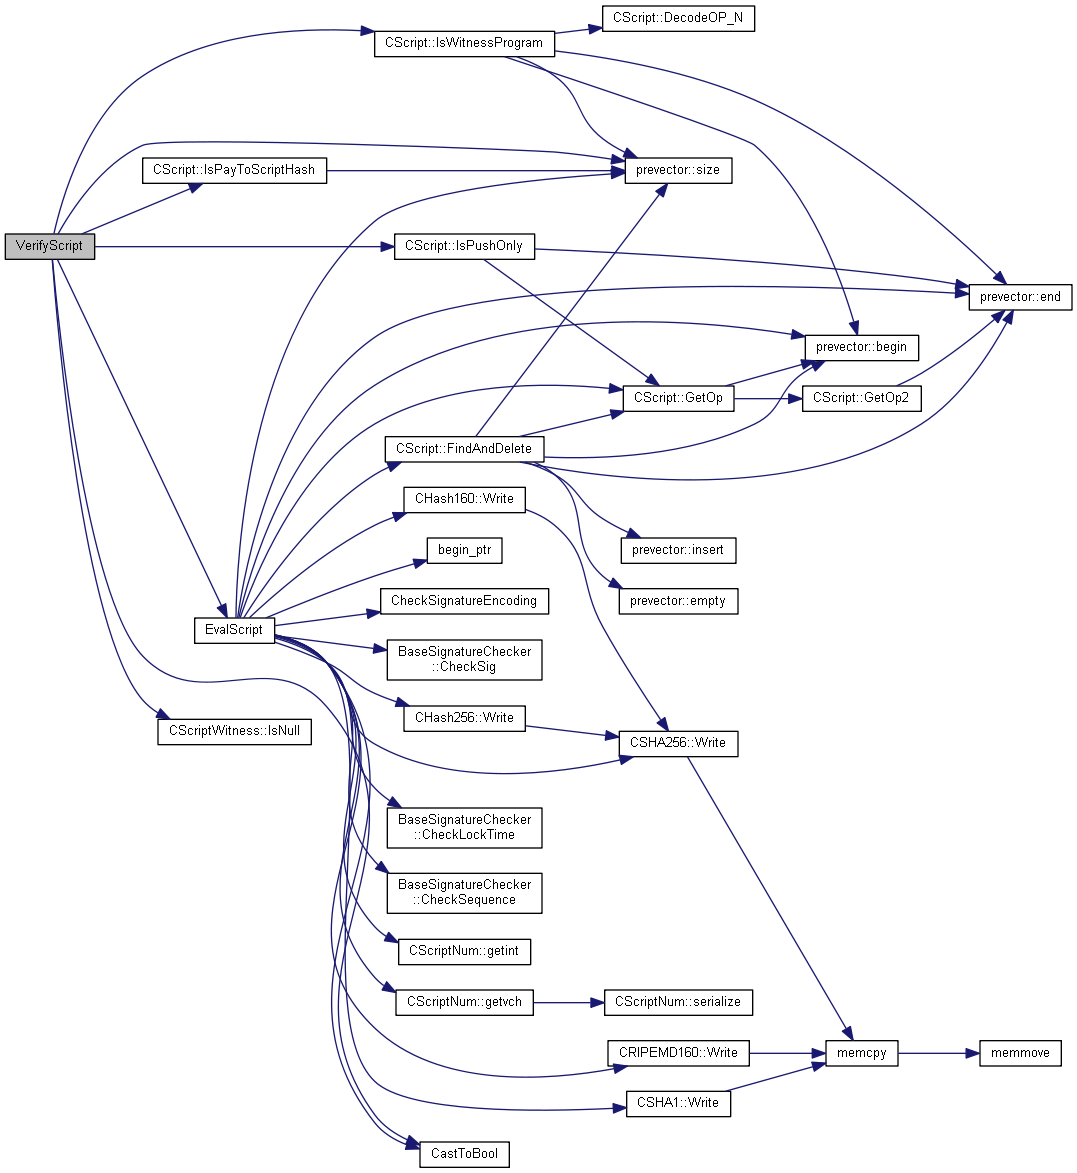 CScript::DecodeOP_N
CScript::IsWitnessProgram
CScript::IsPayToScriptHash
prevector::size
VerifyScript
CScript::IsPushOnly
prevector::end
prevector::begin
CScript::GetOp
CScript::GetOp2
CScript::FindAndDelete
CHash160::Write
begin_ptr
prevector::insert
CheckSignatureEncoding
prevector::empty
EvalScript
BaseSignatureChecker
::CheckSig
CHash256::Write
CScriptWitness::IsNull
CSHA256::Write
BaseSignatureChecker
::CheckLockTime
BaseSignatureChecker
::CheckSequence
CScriptNum::getint
CScriptNum::getvch
CScriptNum::serialize
CRIPEMD160::Write
memcpy
memmove
CSHA1::Write
CastToBool